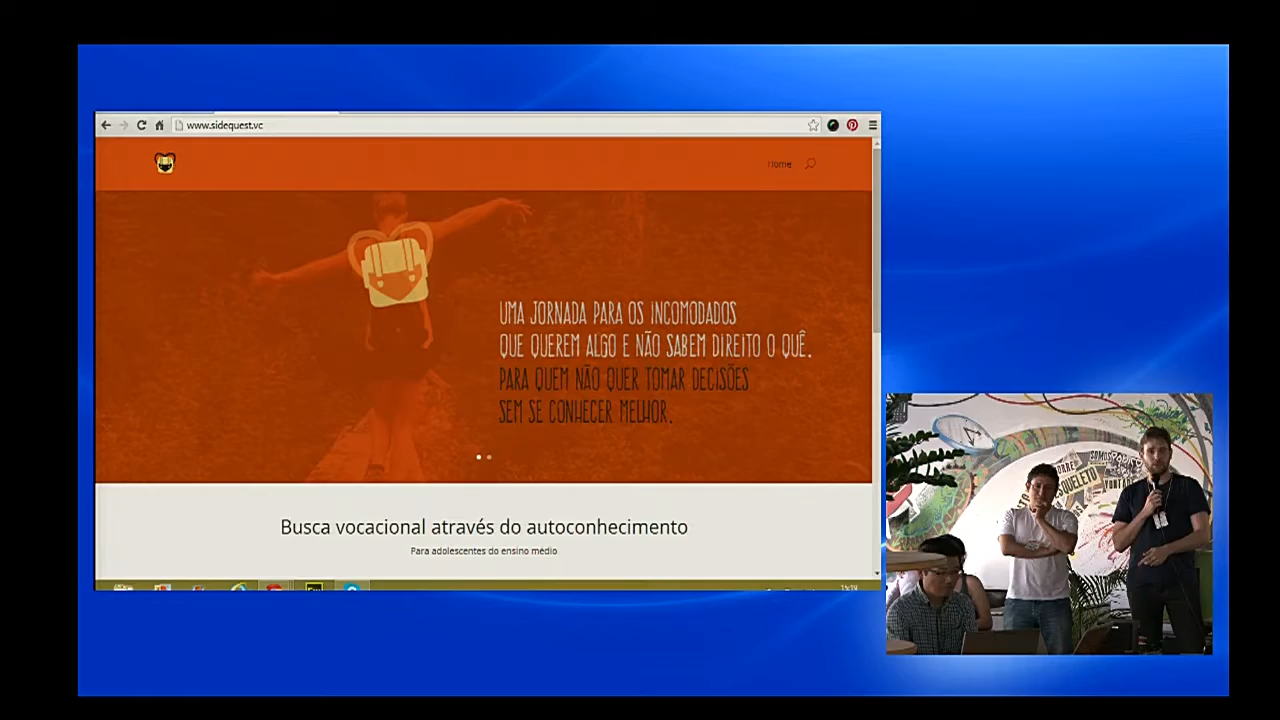 www.sidequest.vc
Home
UMA JORNADA PARA OS INCOMODADOS
QUE QUEREM ALGO E NÃO SABEM DIREITO O QUÊ.
PARA QUEM NÃO QUER TOMAR DECISÕES
SEM SE CONHECER MELHOR.
Busca vocacional através do autoconhecimento
Para adolescentes do ensino médio
SOMOS